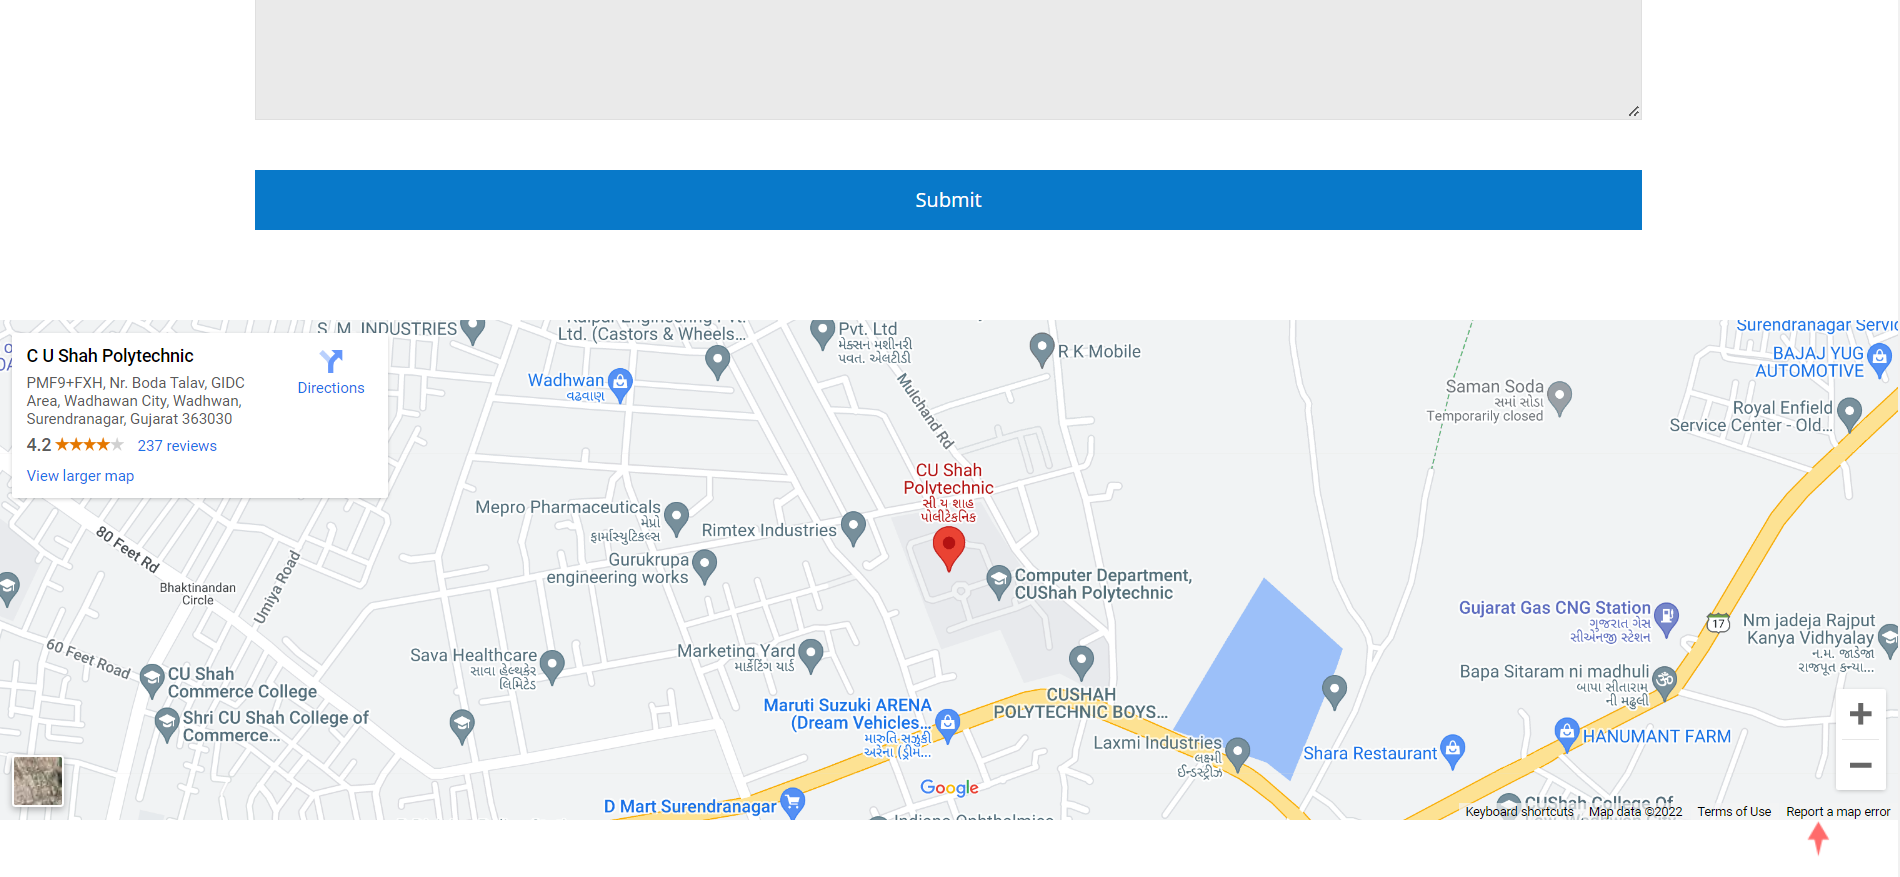 Submit
S. M. INDUSTRIES
Ltd. (Castors & Wheels...
Pvt. Ltd
મેક્સન મશીનરી
પવત. એલટીડી
R K Mobile
BAJAJ YUG
AUTOMOTIVE
C U Shah Polytechnic
PMF9+FXH, Nr. Boda Talav, GIDC
Area, Wadhawan City, Wadhwan,
Surendranagar, Gujarat 363030
4.2
237 reviews
View larger map
Directions
Wadhwan
વઢવાણ
Mulchand Rd
Saman Soda
સમાં સોડા
Temporarily closed
Royal Enfield
Service Center - Old...
CU Shah
Polytechnic
સી યુ શાહ
પોલીટેકનિક
Mepro Pharmaceuticals
મેપ્રો
ફાર્માસ્યુટિકલ્સ
Rimtex Industries
Gurukrupa
engineering works
Computer Department,
CUShah Polytechnic
80 Feet Rd
Bhaktinandan
Circle
Umiya Road
60 Feet Road
CU Shah
Commerce College
Shri CU Shah College of
Commerce...
Sava Healthcare
સાવા હેલ્થકેર
લિમિટેડ
Marketing Yard
માર્કેટિંગ યાર્ડ
Gujarat Gas CNG Station
ગુજરાત ગેસ
સીએનજી સ્ટેશન
17
Nm jadeja Rajput
Kanya Vidhyalay
ન.મ. જાડેજા
રાજપૂત કન્યા...
Bapa Sitaram ni madhuli
બાપા સીતારામ
ની મઢુલી
CUSHAH
POLYTECHNIC BOYS...
Maruti Suzuki ARENA
(Dream Vehicles...
મારુતિ સઝુકી
અરેના (ડ્રીમ...
Laxmi Industries
લક્ષ્મી
ઈન્ડસ્ટ્રીઝ
Shara Restaurant
HANUMANT FARM
Google
D Mart Surendranagar
CUShah College Of
Keyboard shortcuts
Map data ©2022
Terms of Use
Report a map error